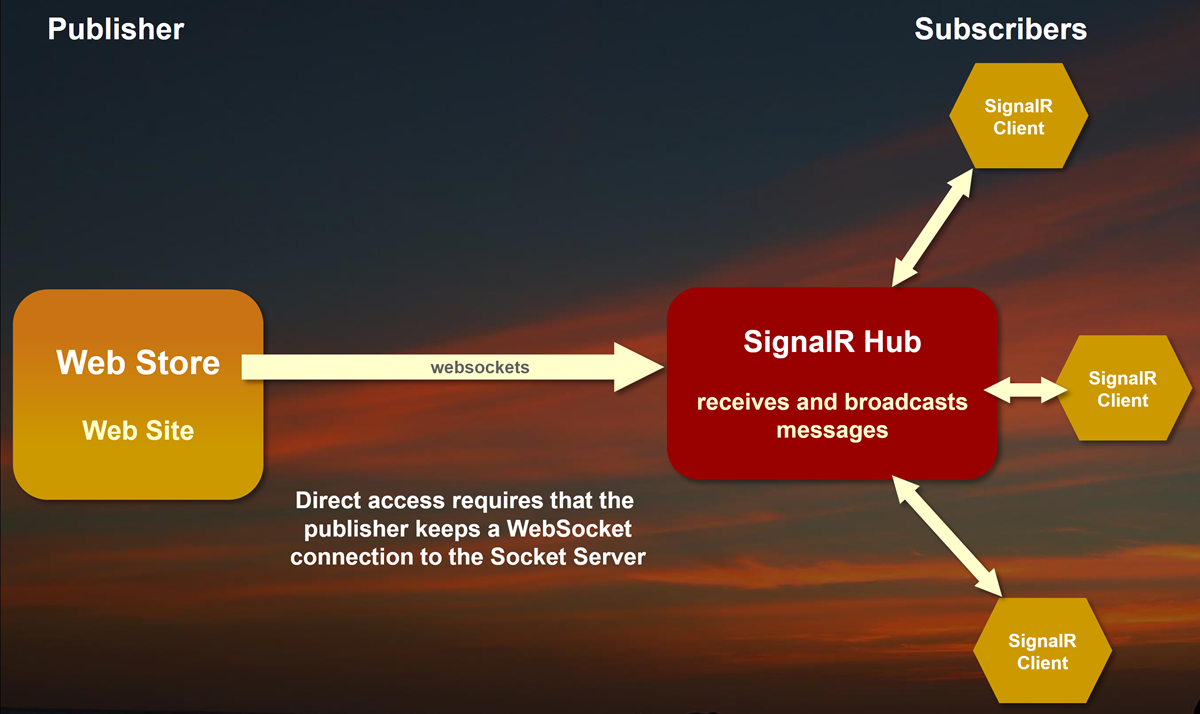 Publisher
Subscribers
SignalR
Client
Web Store
Web Site
websockets
SignalR Hub
receives and broadcasts
messages
SignalR
Client
Direct access requires that the
publisher keeps a WebSocket
connection to the Socket Server
SignalR
Client